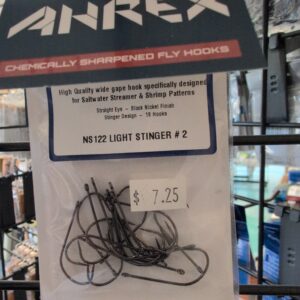 AHREX
CHEMICALLY SHARPENED FLY HOOKS
High Quality wide gape hook specifically designed
for Saltwater Streamer & Shrimp Patterns
Straight Eye - Black Nickel Finish
Stinger Design - 18 Hooks
NS122 LIGHT STINGER # 2
$ 7.25